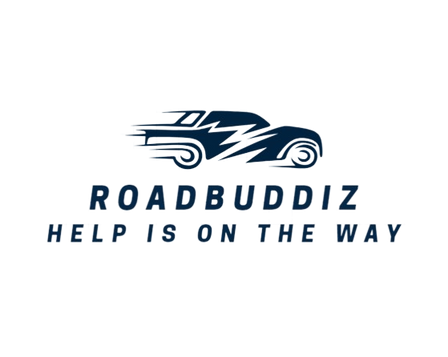 ROADBUDDIZ
HELP IS ON THE WAY